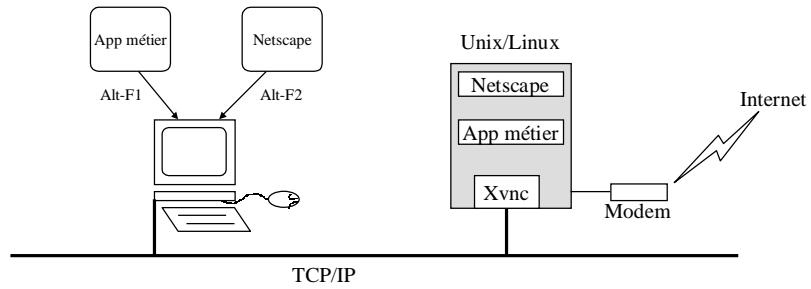 App métier
Netscape
Alt-F1
Alt-F2
Unix/Linux
Netscape
App métier
Xvnc
Modem
Internet
TCP/IP